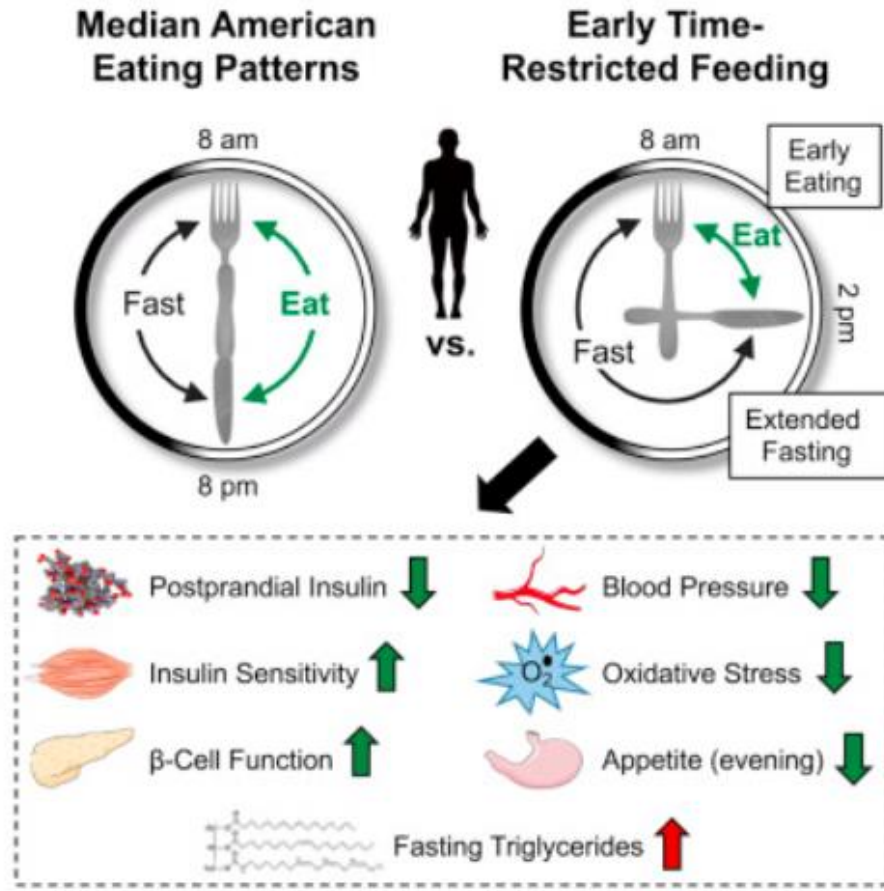 Median American
Eating Patterns
Early Time-
Restricted Feeding
8 am
Fast
Eat
8 pm
vs.
8 am
Early
Eating
Eat
2 pm
Fast
Extended
Fasting
Postprandial Insulin
Blood Pressure
Insulin Sensitivity
O₂
Oxidative Stress
β-Cell Function
Appetite (evening)
Fasting Triglycerides